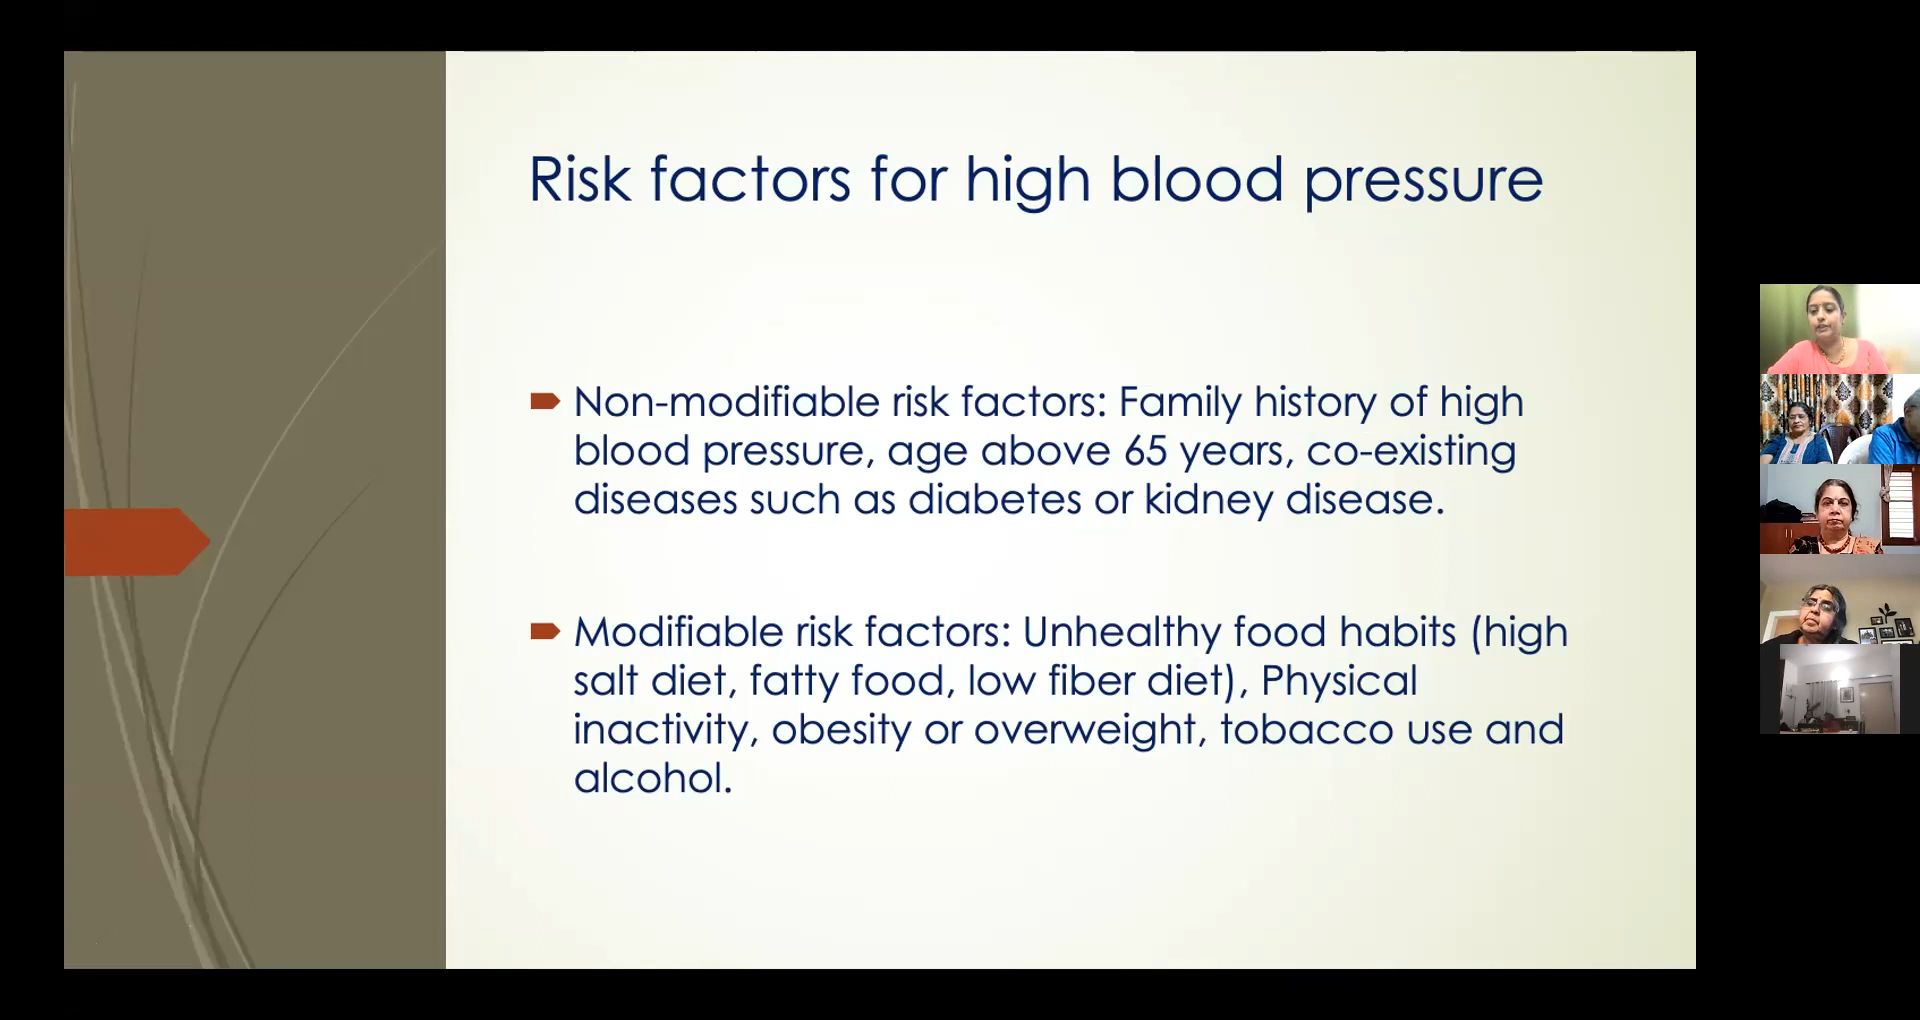 Risk factors for high blood pressure
Non-modifiable risk factors: Family history of high
blood pressure, age above 65 years, co-existing
diseases such as diabetes or kidney disease.
Modifiable risk factors: Unhealthy food habits (high
salt diet, fatty food, low fiber diet), Physical
inactivity, obesity or overweight, tobacco use and
alcohol.